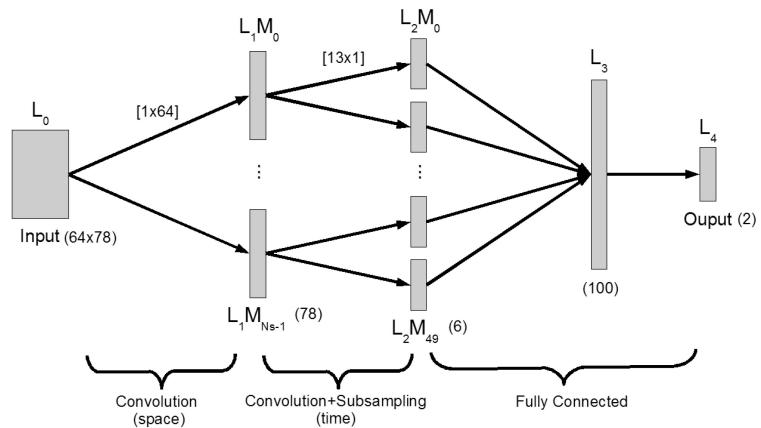 L₁M₀
L₂M₀
[13x1]
L₃
[1x64]
L₀
L₄
...
...
Ouput (2)
Input (64x78)
(100)
L₁M_Ns-1 (78)
L₂M₄₉ (6)
Convolution
(space)
Convolution+Subsampling
(time)
Fully Connected